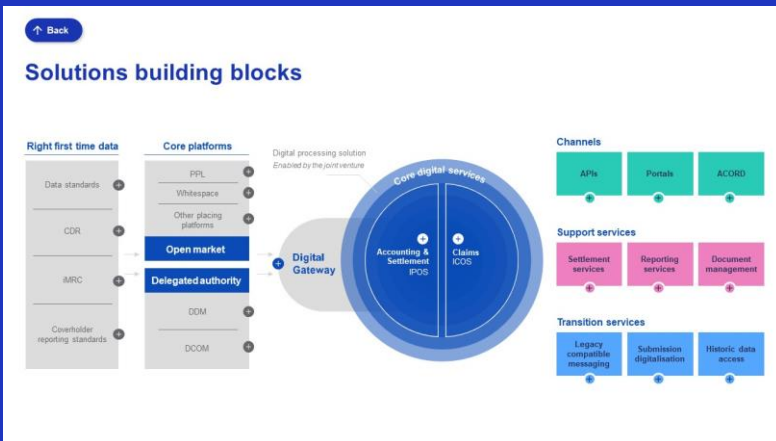 Back
Solutions building blocks
Right first time data
Data standards
CDR
iMRC
Coverholder
reporting standards
Core platforms
PPL
Whitespace
Other placing
platforms
Open market
Delegated authority
DDM
DCOM
Digital processing solution
Enabled by the joint venture
Digital
Gateway
Core digital services
Accounting &
Settlement
IPOS
Claims
ICOS
Channels
APIs
Portals
ACORD
Support services
Settlement
services
Reporting
services
Document
management
Transition services
Legacy
compatible
messaging
Submission
digitalisation
Historic data
access